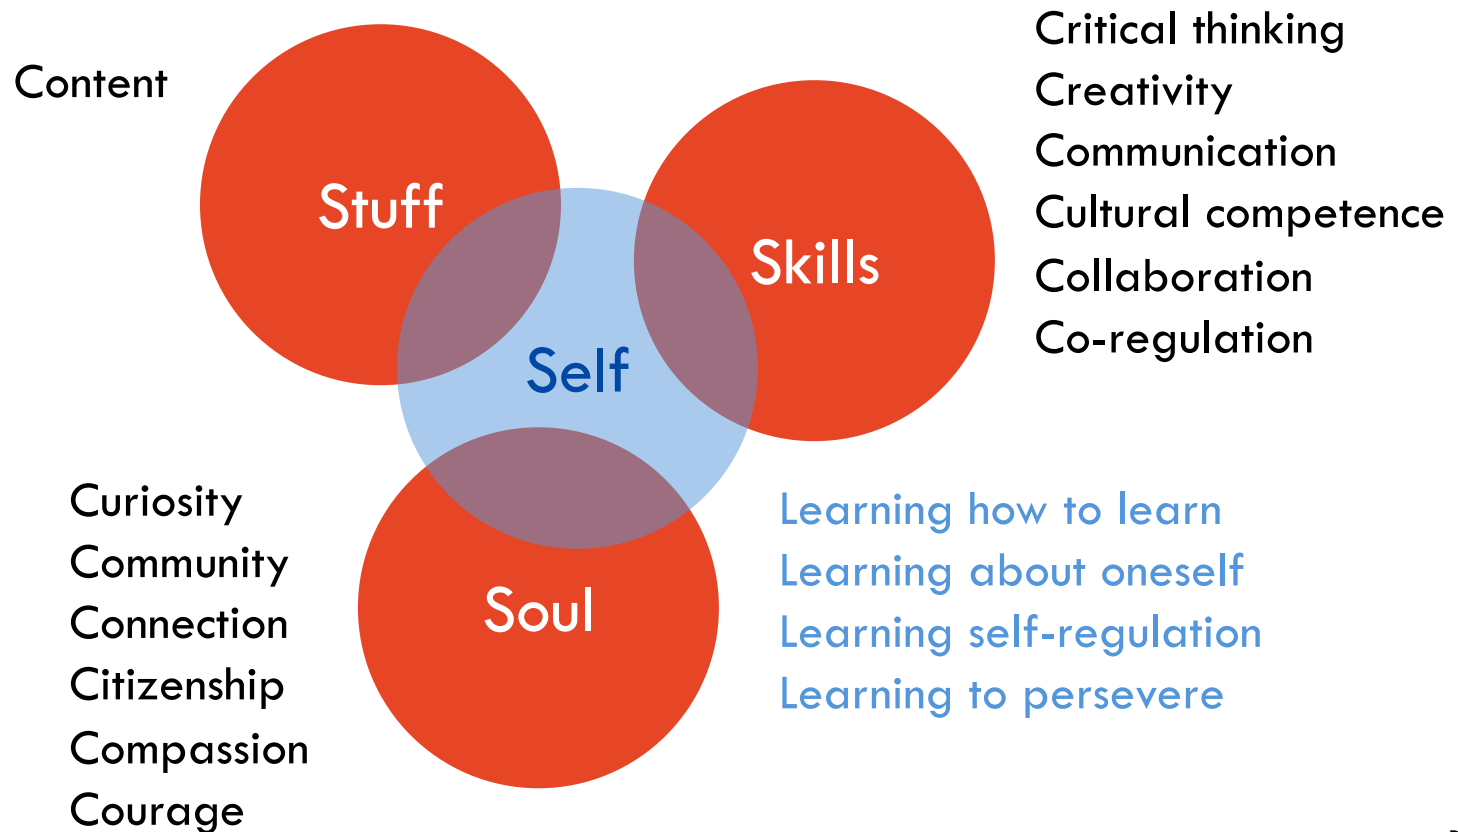 Content
Stuff
Critical thinking
Creativity
Communication
Cultural competence
Collaboration
Co-regulation
Skills
Self
Curiosity
Community
Connection
Citizenship
Compassion
Courage
Soul
Learning how to learn
Learning about oneself
Learning self-regulation
Learning to persevere